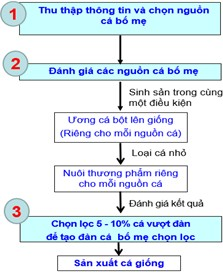 1
Thu thập thông tin và chọn nguồn
cá bố mẹ
2
Đánh giá các nguồn cá bố mẹ
Sinh sản trong cùng
một điều kiện
Ương cá bột lên giống
(Riêng cho mỗi nguồn cá)
Loại cá nhỏ
Nuôi thương phẩm riêng
cho mỗi nguồn cá
Đánh giá kết quả
3
Chọn lọc 5 - 10% cá vượt đàn
để tạo đàn cá bố mẹ chọn lọc
Sản xuất cá giống